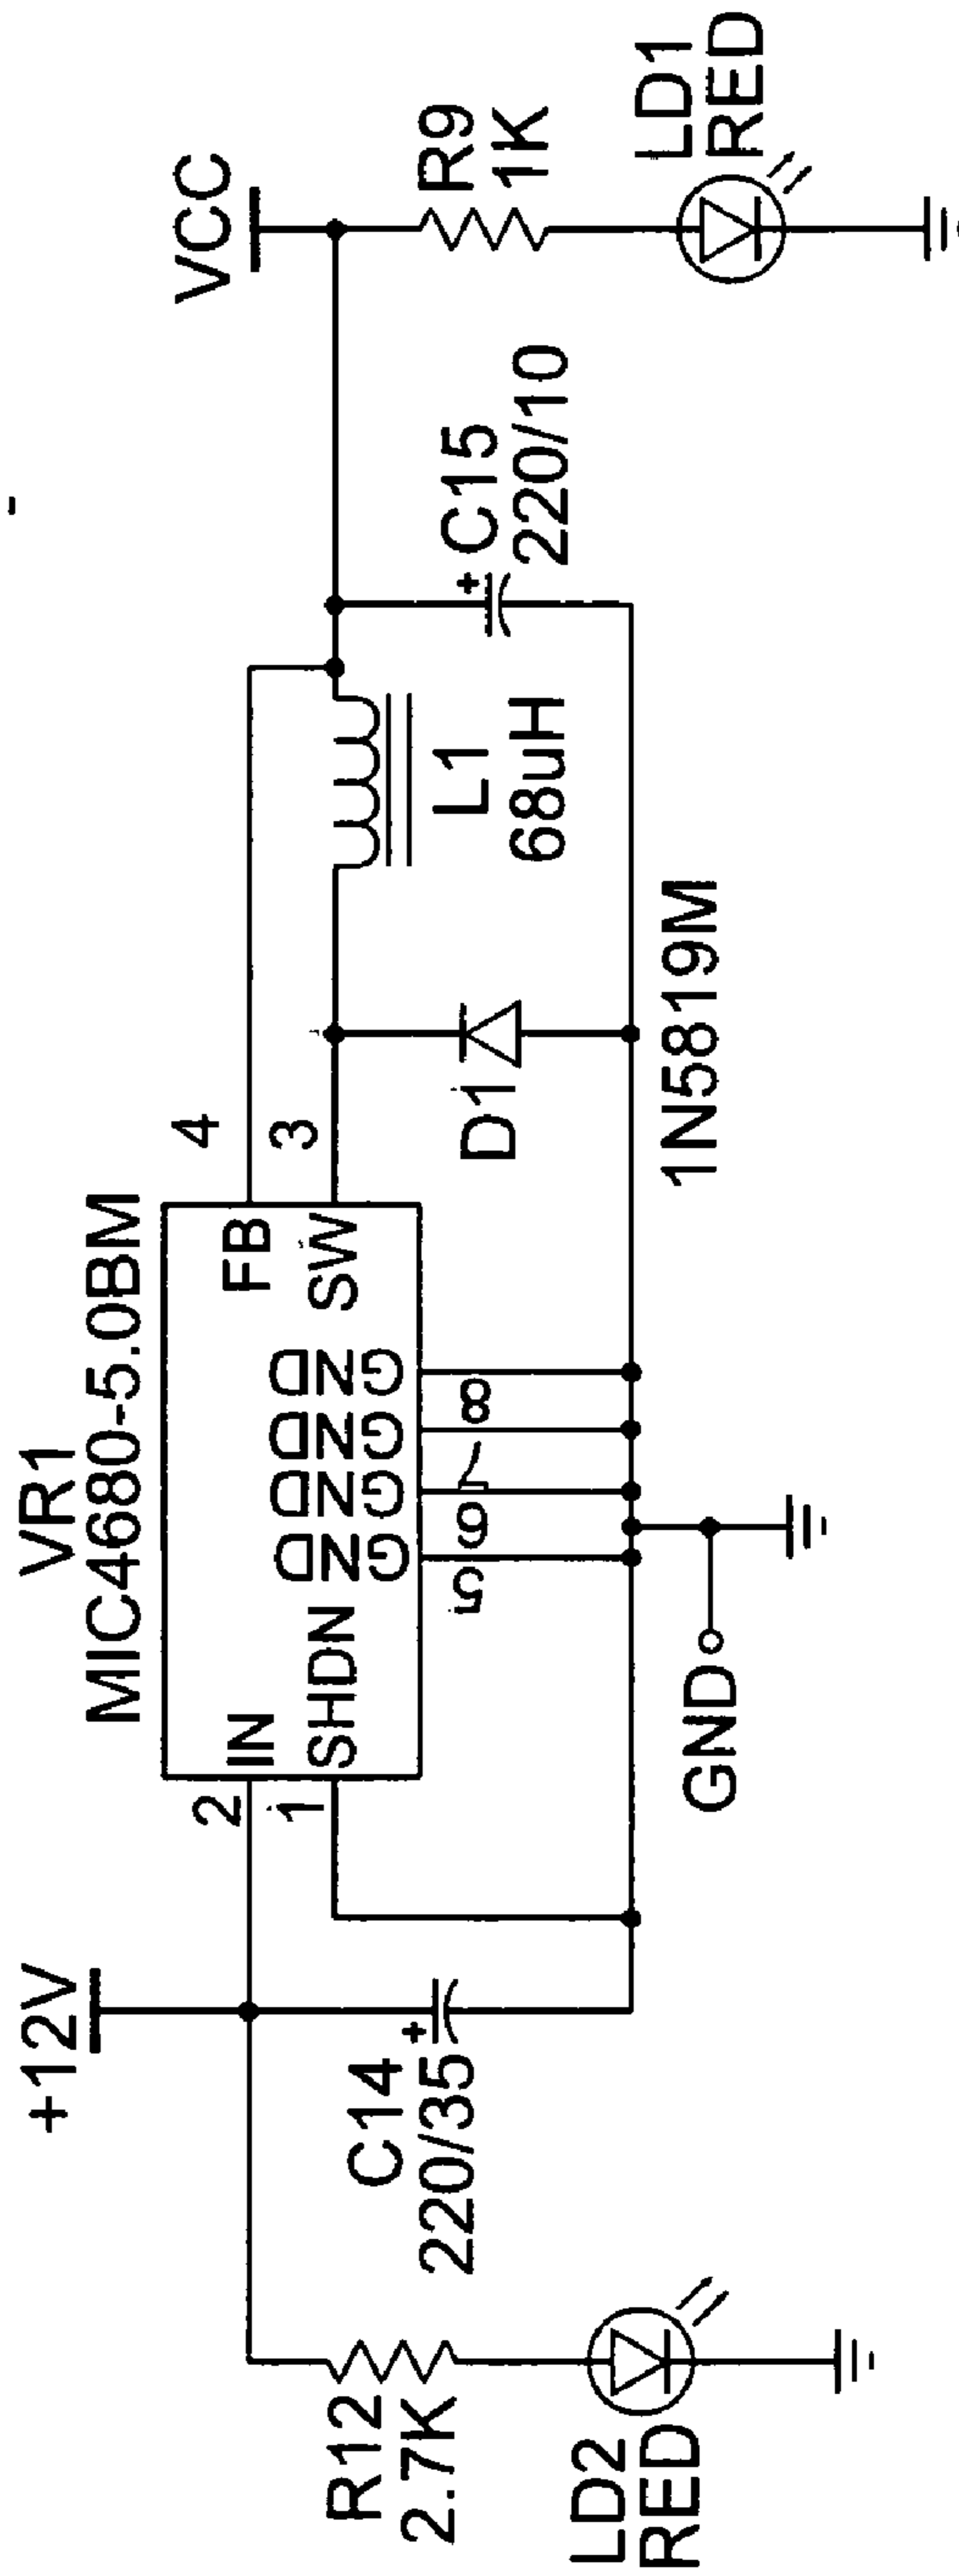 +12V
R12
2.7K
LD2
RED
C14
220/35
VR1
MIC4680-5.0BM
2
IN
1
SHDN
GND
GND
GND
GND
5
6
7
8
FB
4
SW
3
GND
D1
1N5819M
L1
68uH
C15
220/10
VCC
R9
1K
LD1
RED